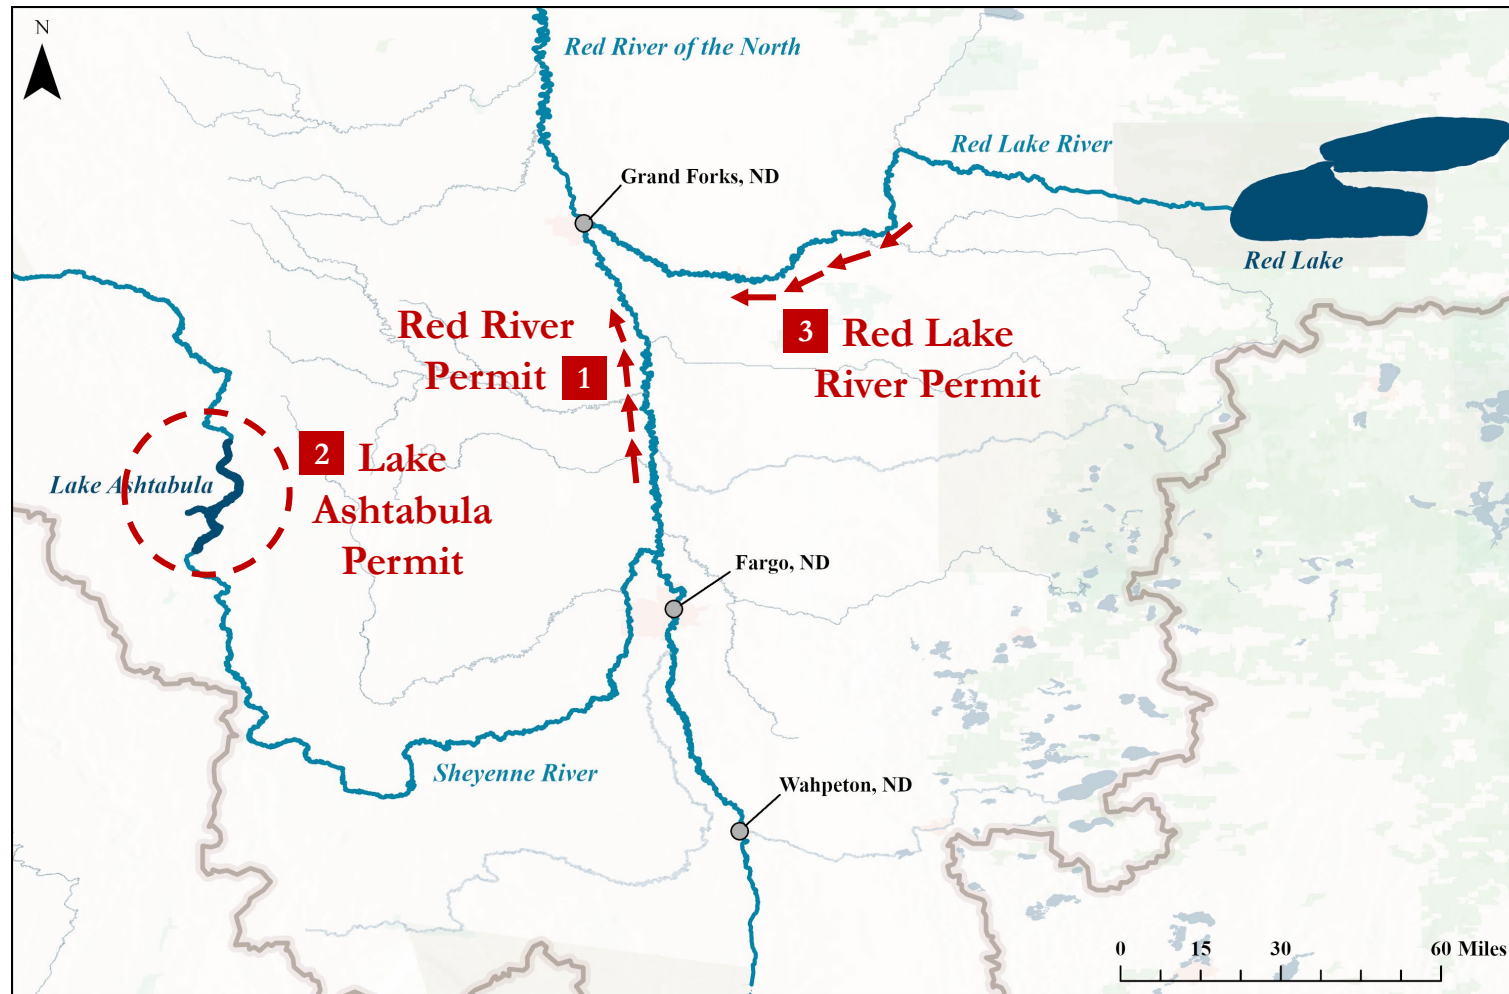 N
Red River of the North
Red Lake River
Grand Forks, ND
Red Lake
Red River
Permit 1
3 Red Lake
River Permit
2 Lake
Ashtabula
Permit
Lake Ashtabula
Fargo, ND
Sheyenne River
Wahpeton, ND
0 15 30 60 Miles